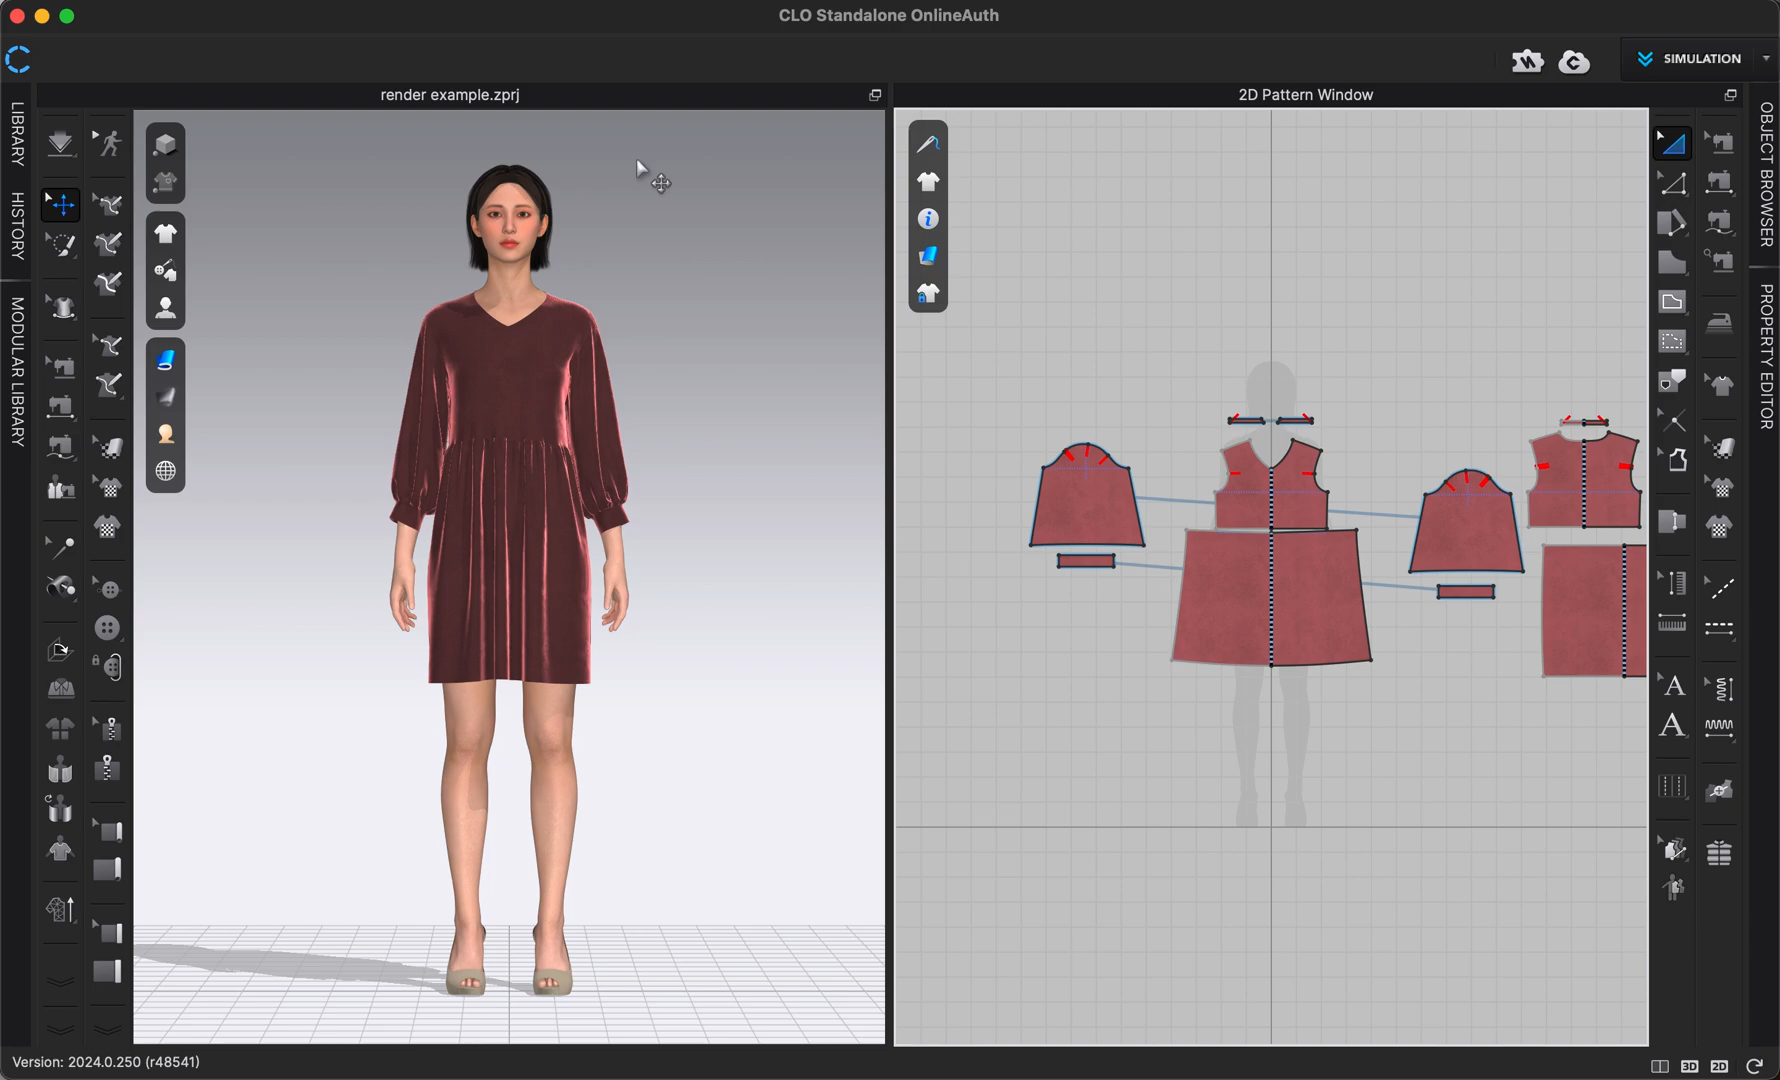 CLO Standalone OnlineAuth
SIMULATION
render example.zprj
2D Pattern Window
LIBRARY
HISTORY
MODULAR LIBRARY
OBJECT BROWSER
PROPERTY EDITOR
A
A
Version: 2024.0.250 (r48541)
3D
2D